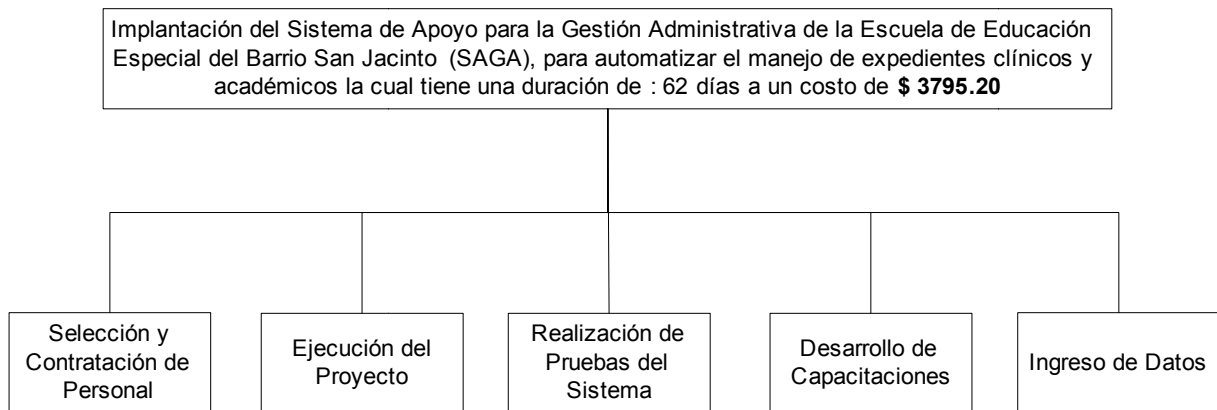 Implantación del Sistema de Apoyo para la Gestión Administrativa de la Escuela de Educación
Especial del Barrio San Jacinto (SAGA), para automatizar el manejo de expedientes clínicos y
académicos la cual tiene una duración de : 62 días a un costo de $ 3795.20
Selección y
Contratación de
Personal
Ejecución del
Proyecto
Realización de
Pruebas del
Sistema
Desarrollo de
Capacitaciones
Ingreso de Datos